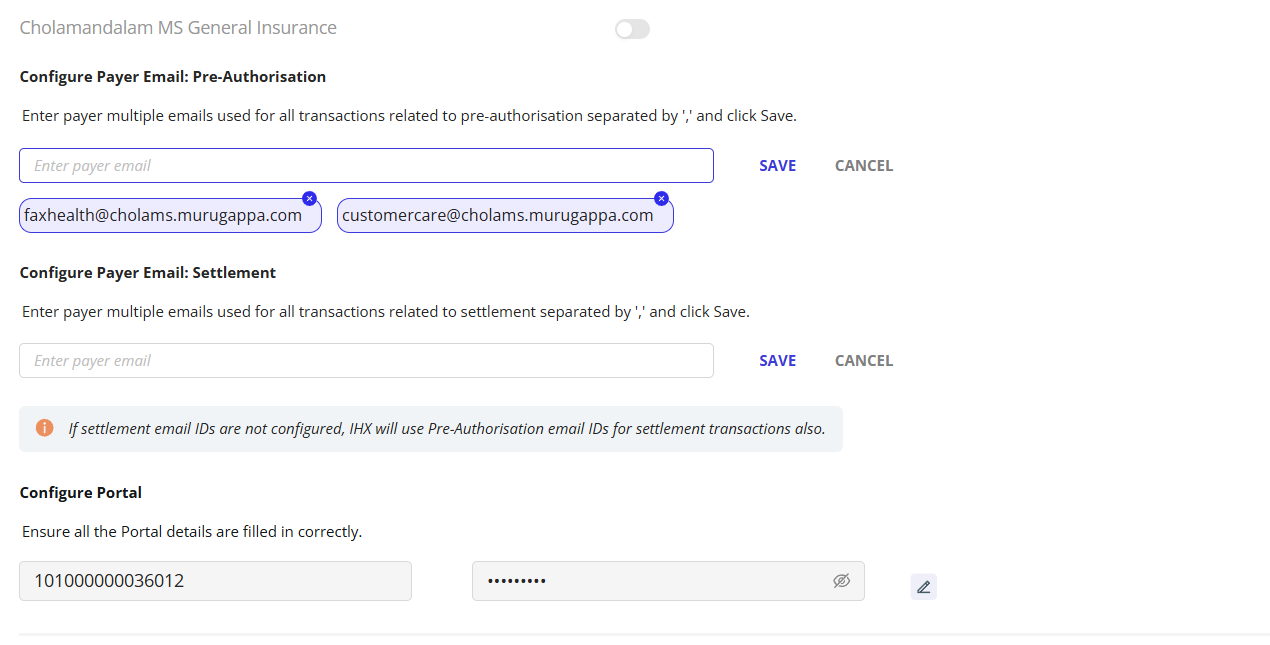 Cholamandalam MS General Insurance
Configure Payer Email: Pre-Authorisation
Enter payer multiple emails used for all transactions related to pre-authorisation separated by ',' and click Save.
Enter payer email SAVE CANCEL
faxhealth@cholams.murugappa.com customercare@cholams.murugappa.com
Configure Payer Email: Settlement
Enter payer multiple emails used for all transactions related to settlement separated by ',' and click Save.
Enter payer email SAVE CANCEL
If settlement email IDs are not configured, IHX will use Pre-Authorisation email IDs for settlement transactions also.
Configure Portal
Ensure all the Portal details are filled in correctly.
101000000036012 •••••••••